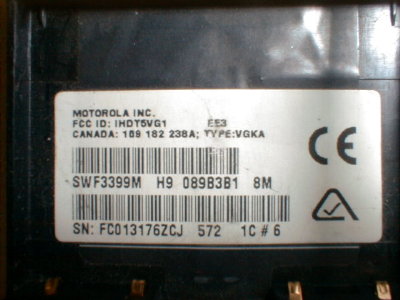 MOTOROLA INC.
FCC ID: IHDT5VG1 EE3
CANADA: 109 182 238A; TYPE:VGKA
SWF3399M H9 089B3B1 8M
SN: FC013176ZCJ 572 1C # 6
CE